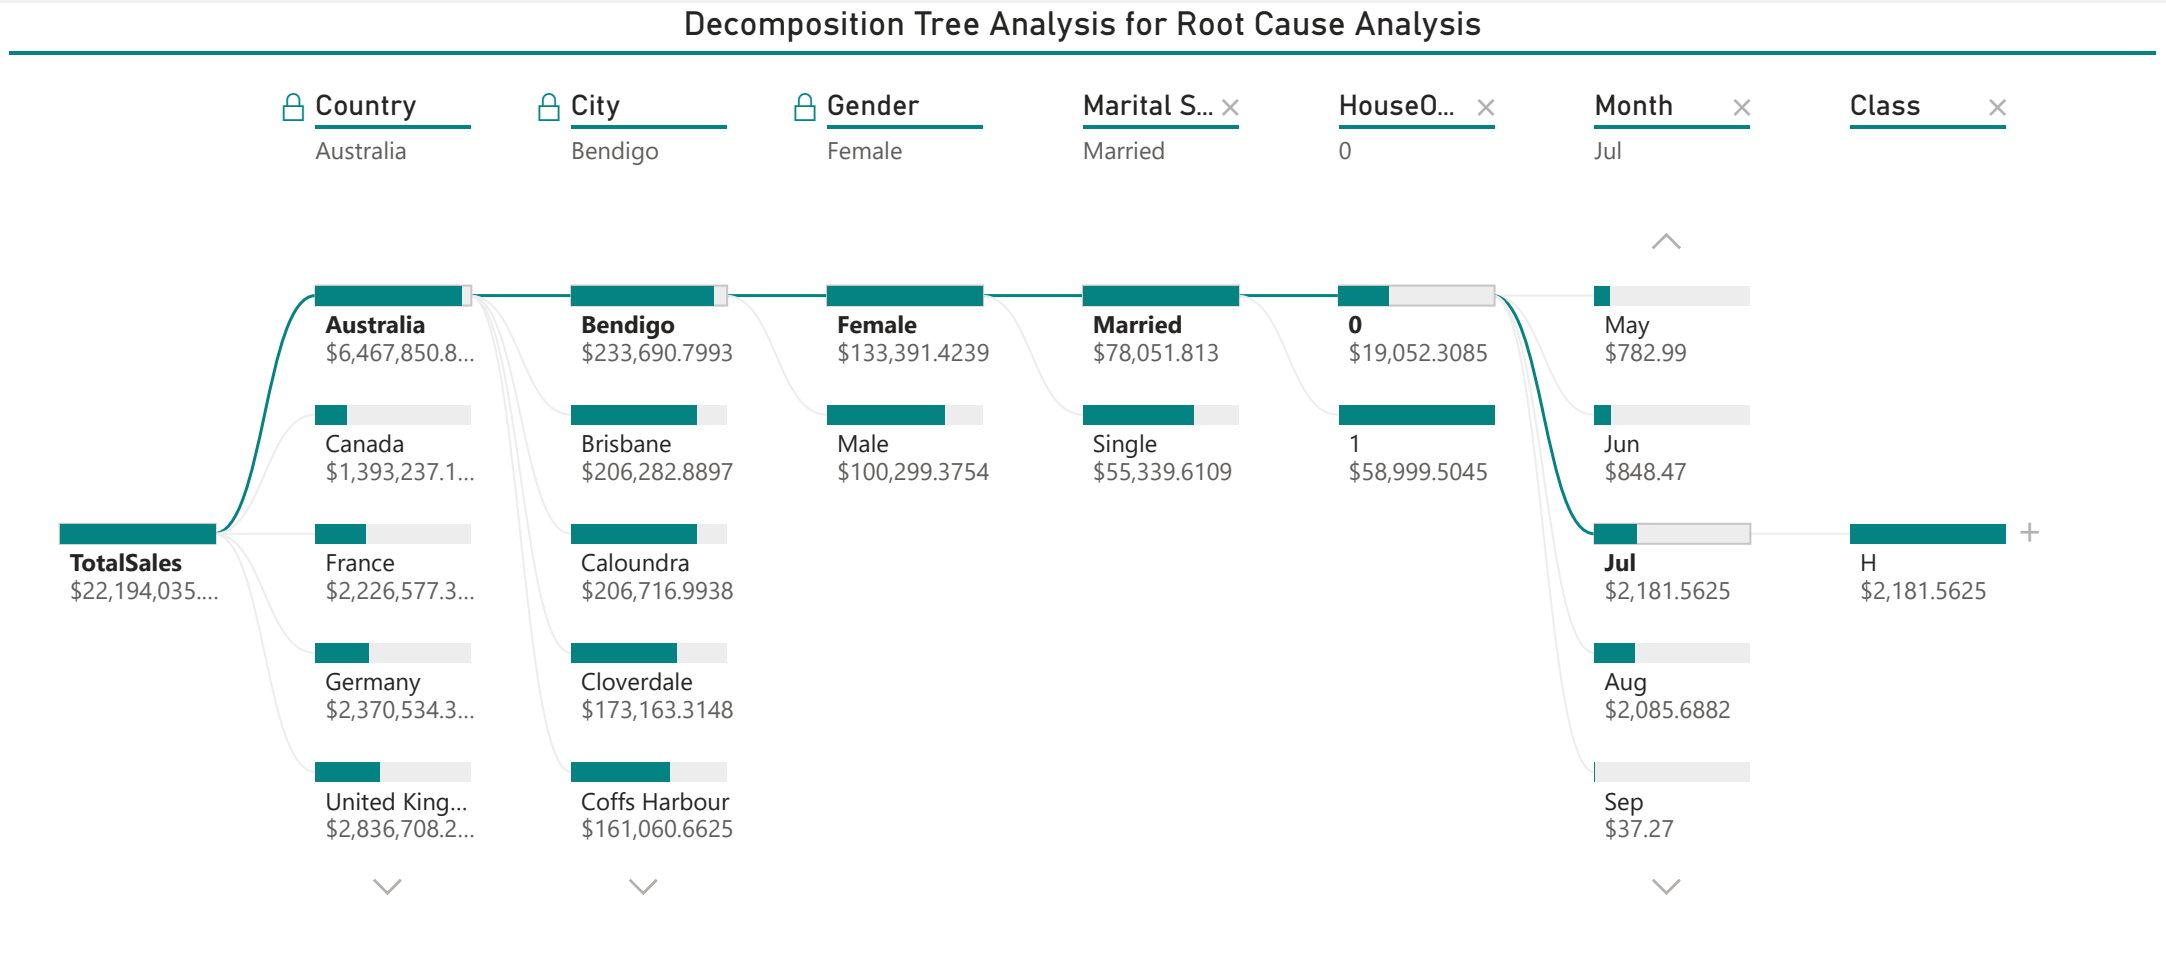 Decomposition Tree Analysis for Root Cause Analysis
Country
Australia
City
Bendigo
Gender
Female
Marital S...
Married
HouseO...
0
Month
Jul
Class
TotalSales
$22,194,035....
Australia
$6,467,850.8...
Canada
$1,393,237.1...
France
$2,226,577.3...
Germany
$2,370,534.3...
United King...
$2,836,708.2...
Bendigo
$233,690.7993
Brisbane
$206,282.8897
Caloundra
$206,716.9938
Cloverdale
$173,163.3148
Coffs Harbour
$161,060.6625
Female
$133,391.4239
Male
$100,299.3754
Married
$78,051.813
Single
$55,339.6109
0
$19,052.3085
1
$58,999.5045
May
$782.99
Jun
$848.47
Jul
$2,181.5625
Aug
$2,085.6882
Sep
$37.27
H
$2,181.5625